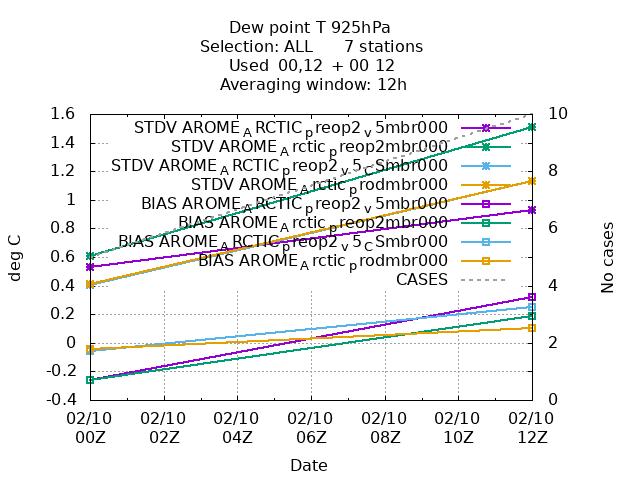 Dew point T 925hPa
Selection: ALL 7 stations
Used 00,12 + 00 12
Averaging window: 12h
1.6
1.4
1.2
1
0.8
0.6
0.4
0.2
0
-0.2
-0.4
deg C
10
8
6
4
2
0
No cases
STDV AROME_ARCTIC_preop2_v5mbr000
STDV AROME_Arctic_preop2mbr000
STDV AROME_ARCTIC_preop2_v5_CSmbr000
STDV AROME_Arctic_prodmbr000
BIAS AROME_ARCTIC_preop2_v5mbr000
BIAS AROME_Arctic_preop2mbr000
BIAS AROME_ARCTIC_preop2_v5_CSmbr000
BIAS AROME_Arctic_prodmbr000
CASES
02/10 02/10 02/10 02/10 02/10 02/10 02/10
00Z 02Z 04Z 06Z 08Z 10Z 12Z
Date